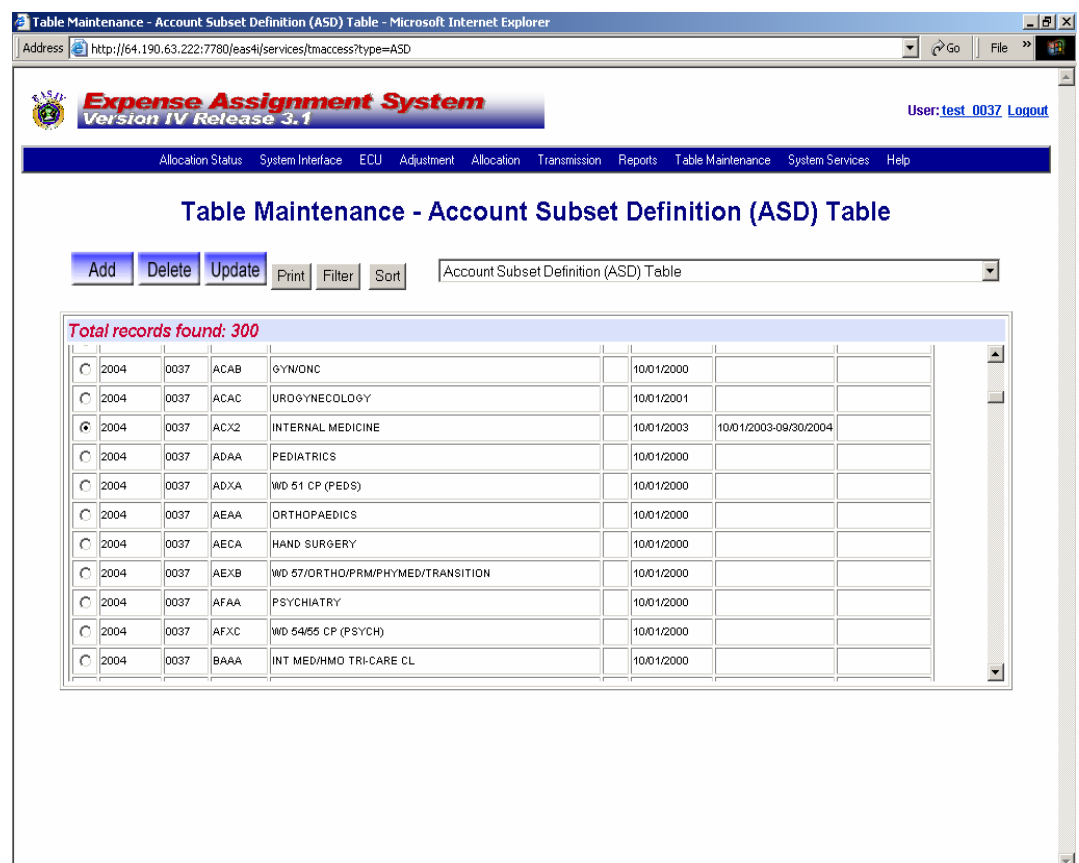 Table Maintenance - Account Subset Definition (ASD) Table - Microsoft Internet Explorer
Address http://64.190.63.222:7780/eas4i/services/tmaccess?type=ASD Go File »
EASIV
Expense Assignment System
Version IV Release 3.1
User: test_0037 Logout
Allocation Status System Interface ECU Adjustment Allocation Transmission Reports Table Maintenance System Services Help
Table Maintenance - Account Subset Definition (ASD) Table
Add Delete Update Print Filter Sort Account Subset Definition (ASD) Table
Total records found: 300
2004 0037 ACAB GYN/ONC 10/01/2000
2004 0037 ACAC UROGYNECOLOGY 10/01/2001
2004 0037 ACX2 INTERNAL MEDICINE 10/01/2003 10/01/2003-09/30/2004
2004 0037 ADAA PEDIATRICS 10/01/2000
2004 0037 ADXA WD 51 CP (PEDS) 10/01/2000
2004 0037 AEAA ORTHOPAEDICS 10/01/2000
2004 0037 AECA HAND SURGERY 10/01/2000
2004 0037 AEXB WD 57/ORTHO/PRM/PHYMED/TRANSITION 10/01/2000
2004 0037 AFAA PSYCHIATRY 10/01/2000
2004 0037 AFXC WD 54/55 CP (PSYCH) 10/01/2000
2004 0037 BAAA INT MED/HMO TRI-CARE CL 10/01/2000